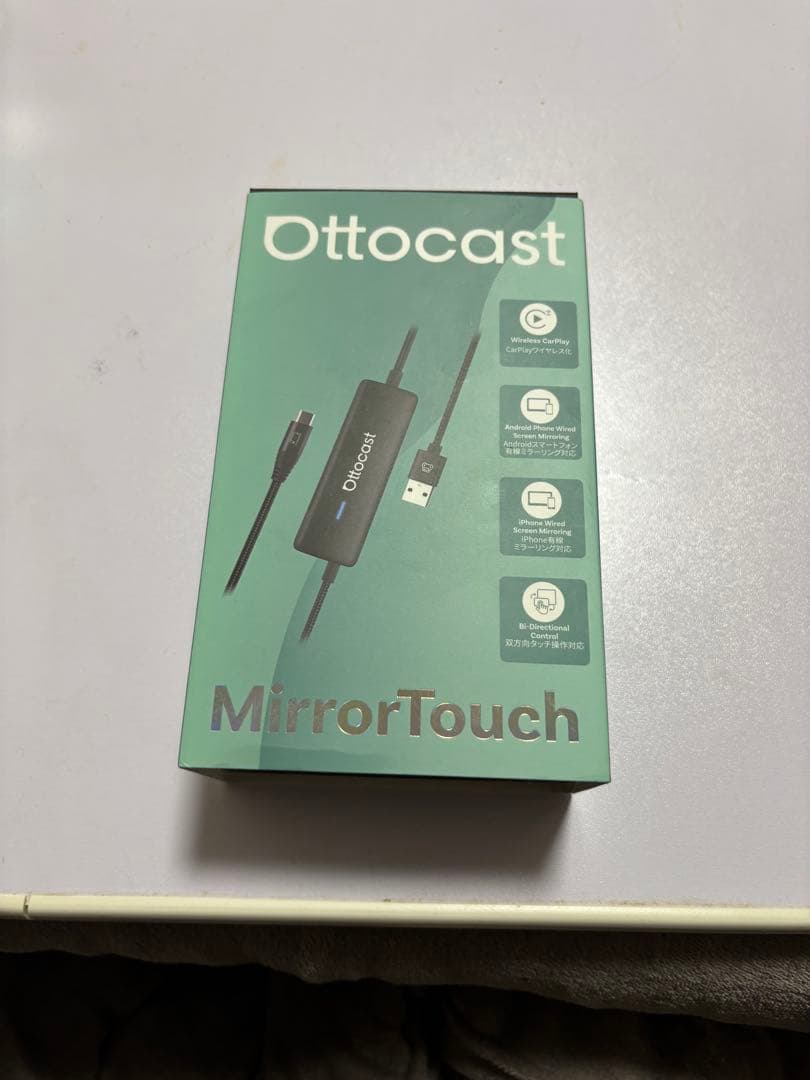 Ottocast
Wireless CarPlay
CarPlayワイヤレス化
Android Phone Wired
Screen Mirroring
Androidスマートフォン
有線ミラーリング対応
iPhone Wired
Screen Mirroring
iPhone有線
ミラーリング対応
Bi-Directional
Control
双方向タッチ操作対応
Ottocast
MirrorTouch